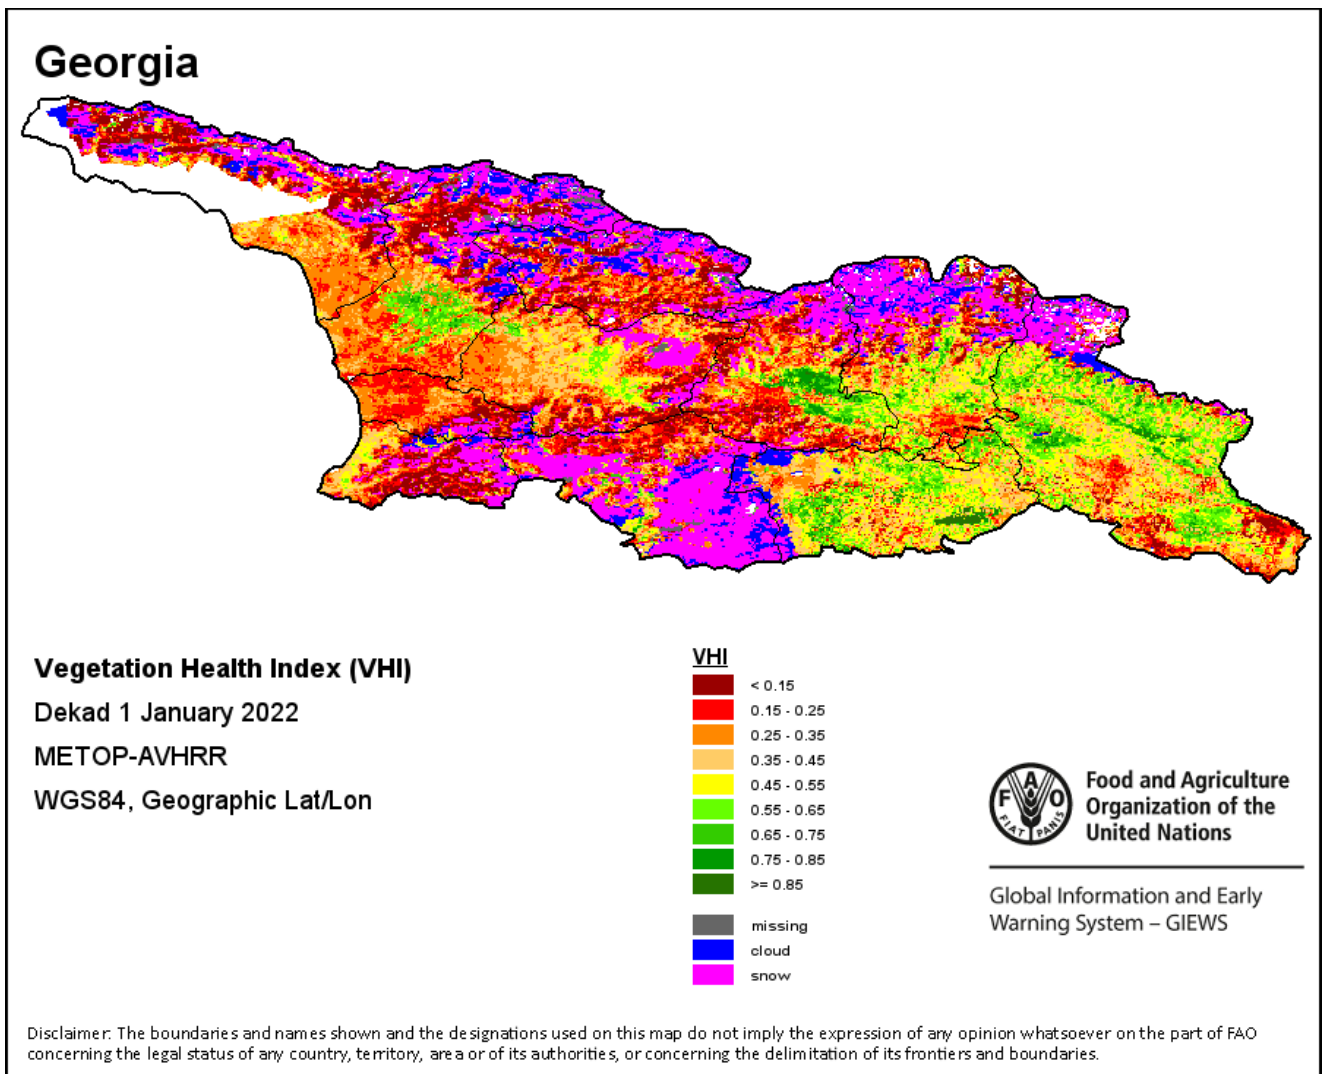 Georgia
Vegetation Health Index (VHI)
Dekad 1 January 2022
METOP-AVHRR
WGS84, Geographic Lat/Lon
VHI
< 0.15
0.15 - 0.25
0.25 - 0.35
0.35 - 0.45
0.45 - 0.55
0.55 - 0.65
0.65 - 0.75
0.75 - 0.85
>= 0.85
missing
cloud
snow
F A O
FIAT PANIS
Food and Agriculture
Organization of the
United Nations
Global Information and Early
Warning System – GIEWS
Disclaimer: The boundaries and names shown and the designations used on this map do not imply the expression of any opinion whatsoever on the part of FAO
concerning the legal status of any country, territory, area or of its authorities, or concerning the delimitation of its frontiers and boundaries.